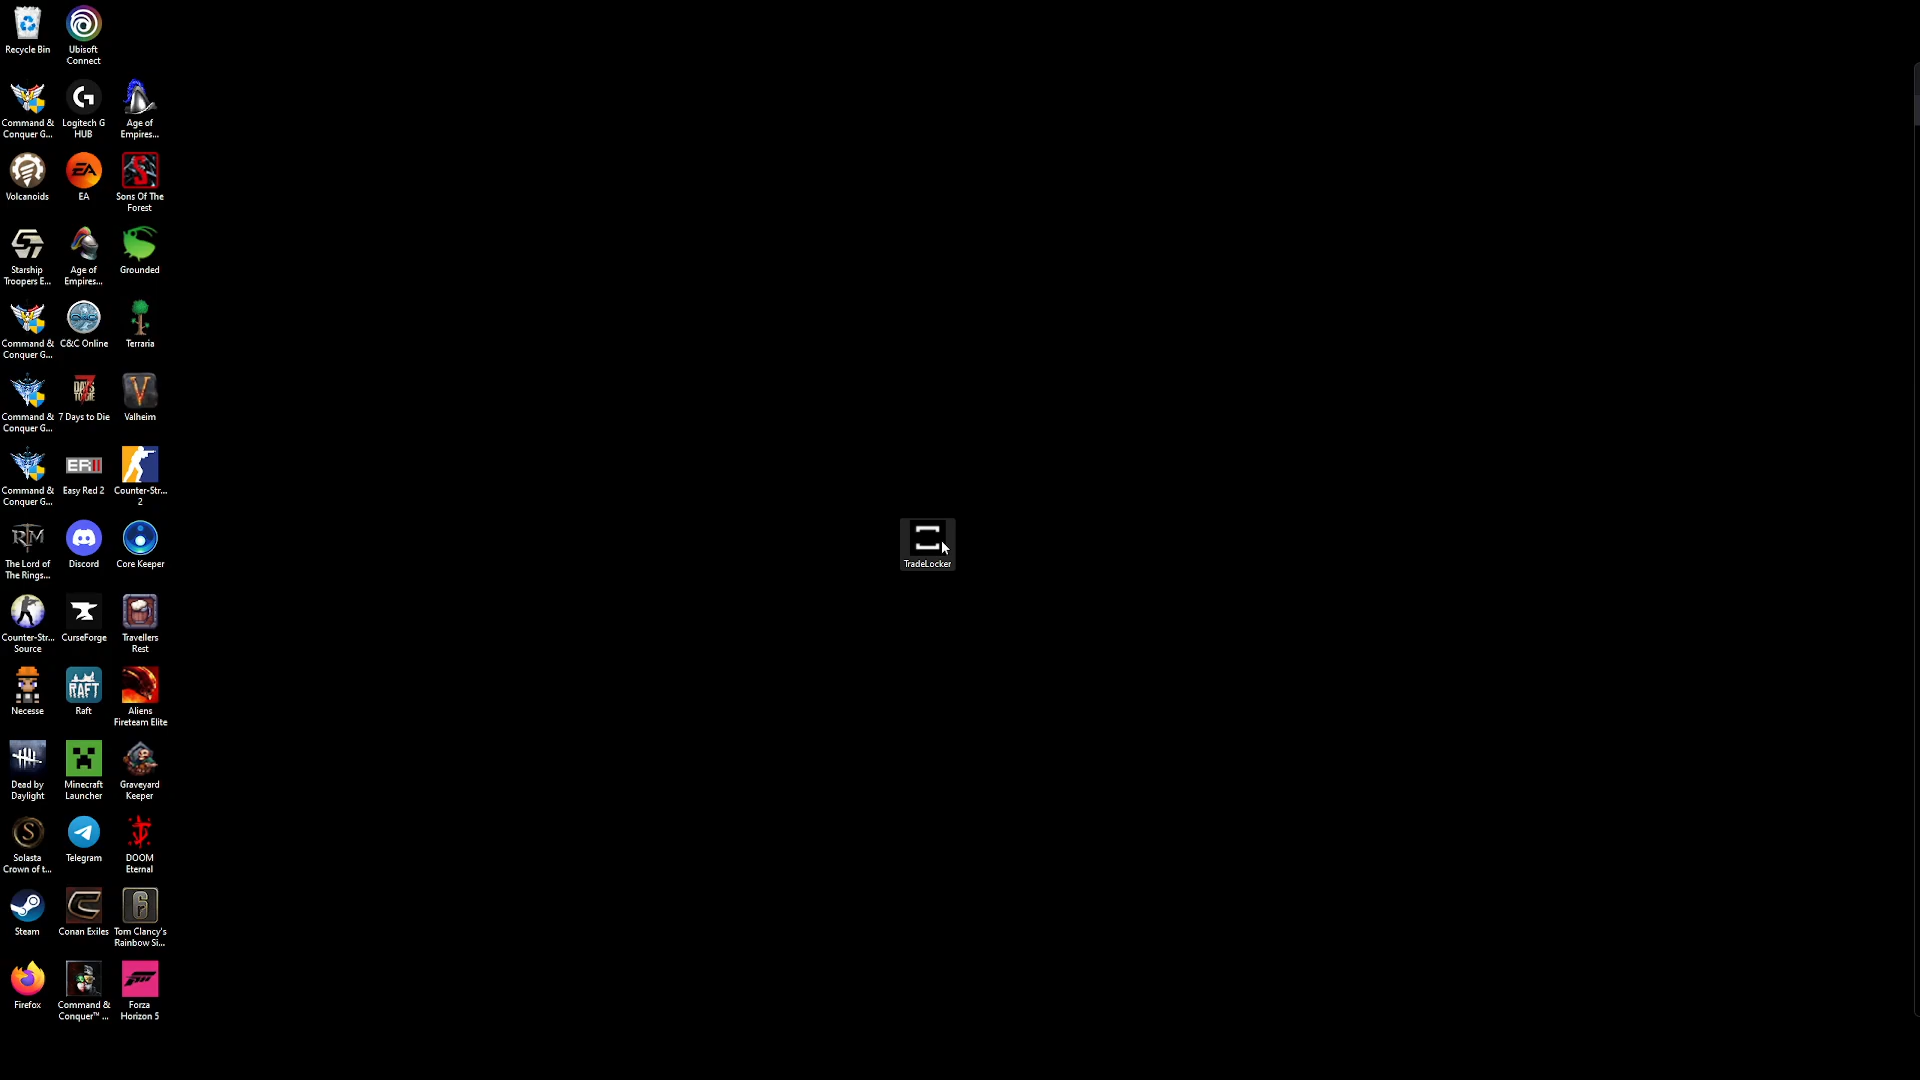 Recycle Bin
Ubisoft
Connect
Command &
Conquer G...
Logitech G
HUB
Age of
Empires...
Volcanoids
EA
Sons Of The
Forest
Starship
Troopers E...
Age of
Empires...
Grounded
Command &
Conquer G...
C&C Online
Terraria
Command &
Conquer G...
7 Days to Die
Valheim
Command &
Conquer G...
Easy Red 2
Counter-Str...
2
The Lord of
The Rings...
Discord
Core Keeper
TradeLocker
Counter-Str...
Source
CurseForge
Travellers
Rest
Necesse
Raft
Aliens
Fireteam Elite
Dead by
Daylight
Minecraft
Launcher
Graveyard
Keeper
Solasta
Crown of t...
Telegram
DOOM
Eternal
Steam
Conan Exiles
Tom Clancy's
Rainbow Si...
Firefox
Command &
Conquer™ ...
Forza
Horizon 5